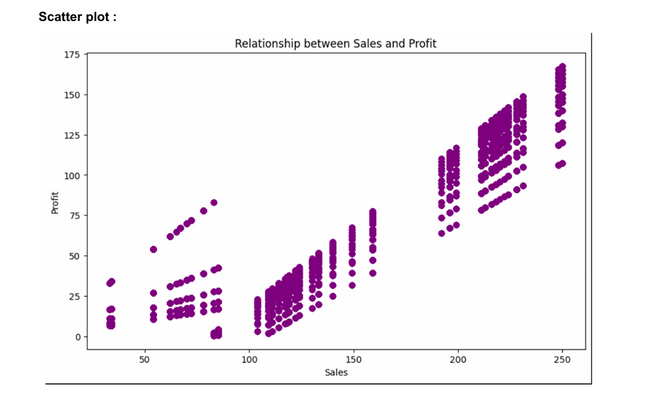 Scatter plot :
Relationship between Sales and Profit
175
150
125
100
75
50
25
0
Profit
50 100 150 200 250
Sales